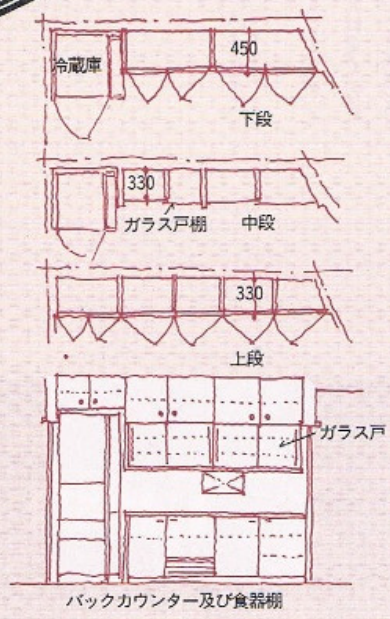 450
冷蔵庫
下段
330
ガラス戸棚
中段
330
上段
ガラス戸
バックカウンター及び食器棚